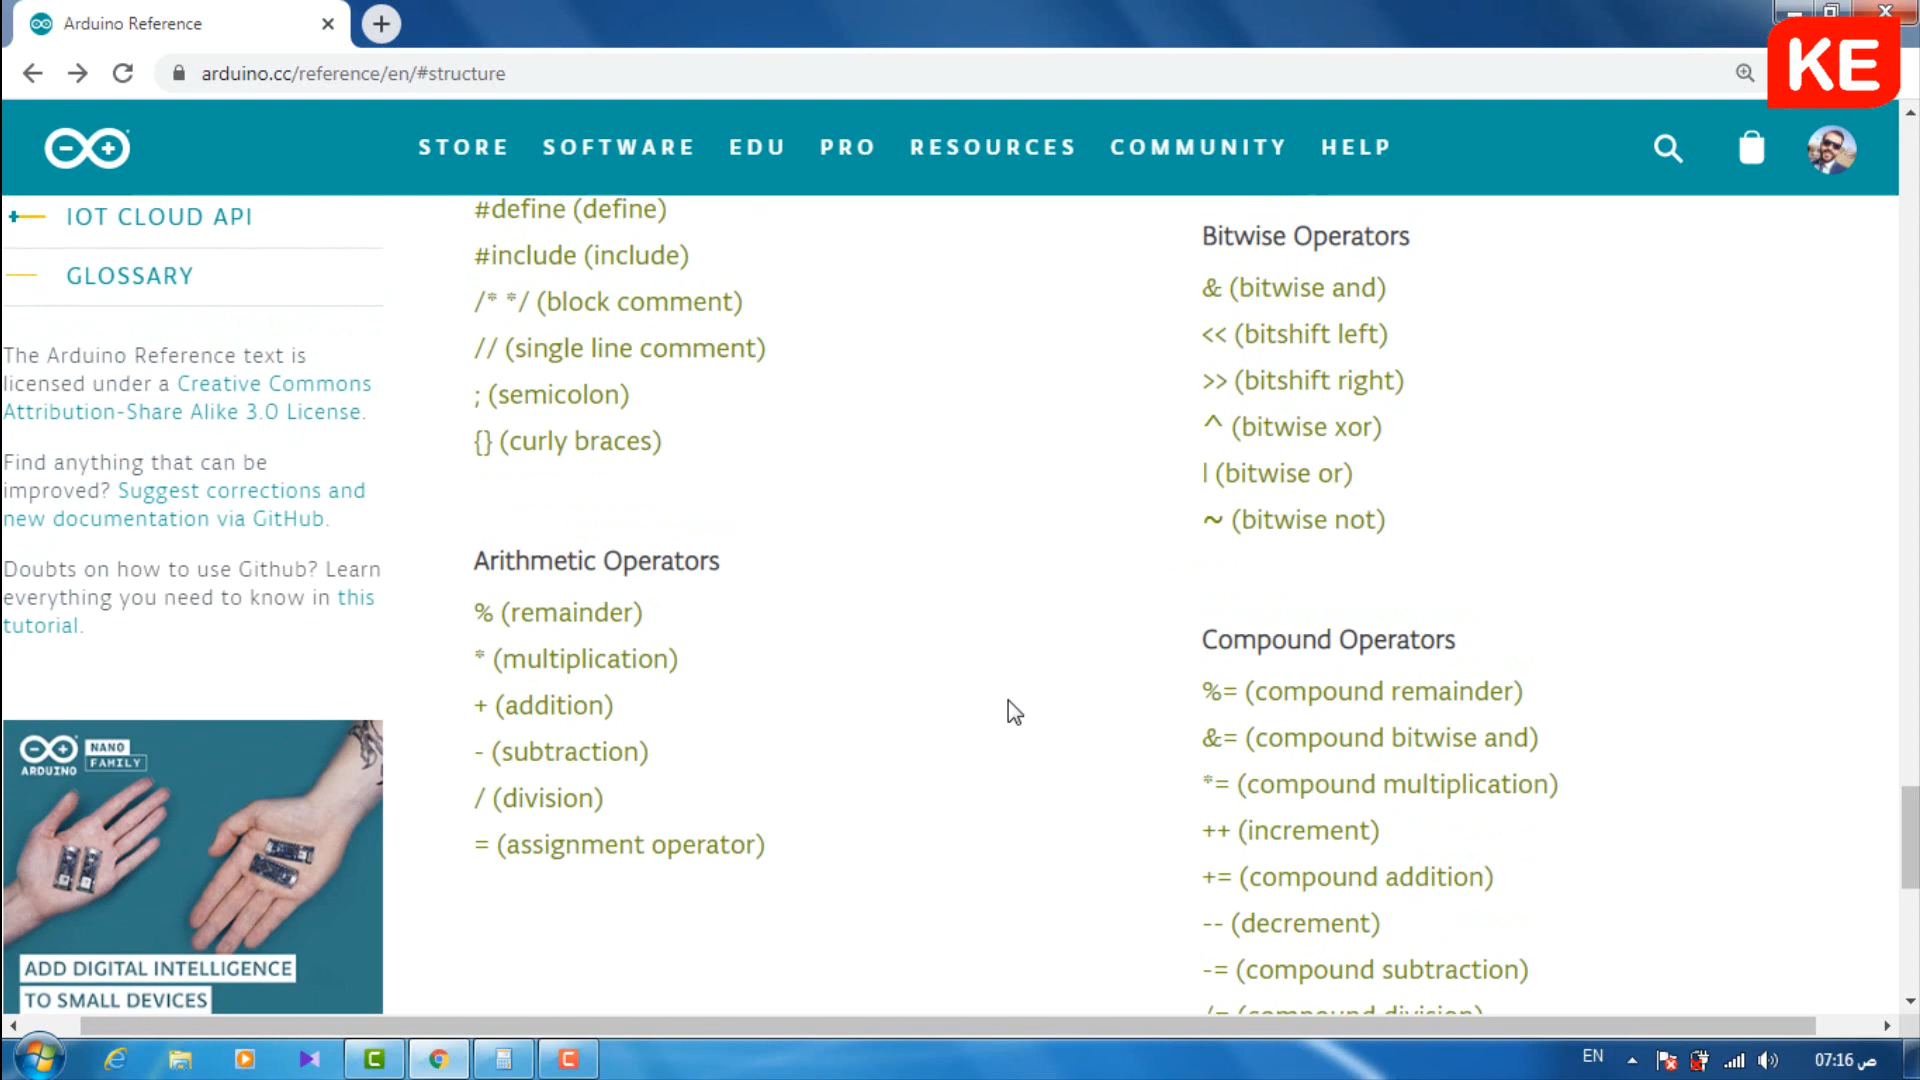 Arduino Reference
arduino.cc/reference/en/#structure
KE
STORE SOFTWARE EDU PRO RESOURCES COMMUNITY HELP
IOT CLOUD API
GLOSSARY
The Arduino Reference text is
licensed under a Creative Commons
Attribution-Share Alike 3.0 License.
Find anything that can be
improved? Suggest corrections and
new documentation via GitHub.
Doubts on how to use Github? Learn
everything you need to know in this
tutorial.
ARDUINO
NANO
FAMILY
ADD DIGITAL INTELLIGENCE
TO SMALL DEVICES
#define (define)
#include (include)
/* */ (block comment)
// (single line comment)
; (semicolon)
{} (curly braces)
Arithmetic Operators
% (remainder)
* (multiplication)
+ (addition)
- (subtraction)
/ (division)
= (assignment operator)
Bitwise Operators
& (bitwise and)
<< (bitshift left)
>> (bitshift right)
^ (bitwise xor)
| (bitwise or)
~ (bitwise not)
Compound Operators
%= (compound remainder)
&= (compound bitwise and)
*= (compound multiplication)
++ (increment)
+= (compound addition)
-- (decrement)
-= (compound subtraction)
/= (compound division)
EN
07:16 ص